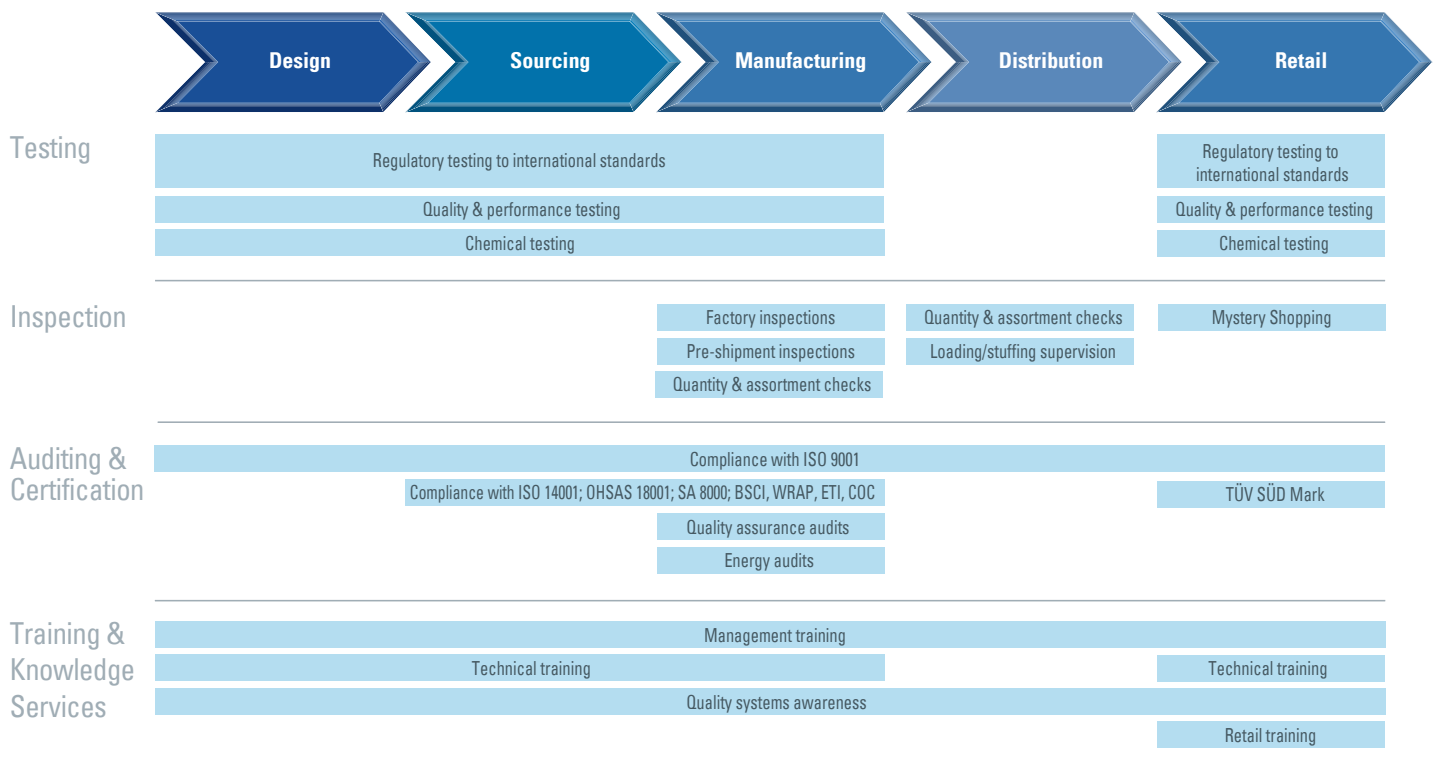 Design
Sourcing
Manufacturing
Distribution
Retail
Testing
Regulatory testing to international standards
Regulatory testing to
international standards
Quality & performance testing
Quality & performance testing
Chemical testing
Chemical testing
Inspection
Factory inspections
Quantity & assortment checks
Mystery Shopping
Pre-shipment inspections
Loading/stuffing supervision
Quantity & assortment checks
Auditing &
Certification
Compliance with ISO 9001
Compliance with ISO 14001; OHSAS 18001; SA 8000; BSCI, WRAP, ETI, COC
TÜV SÜD Mark
Quality assurance audits
Energy audits
Training &
Knowledge
Services
Management training
Technical training
Technical training
Quality systems awareness
Retail training